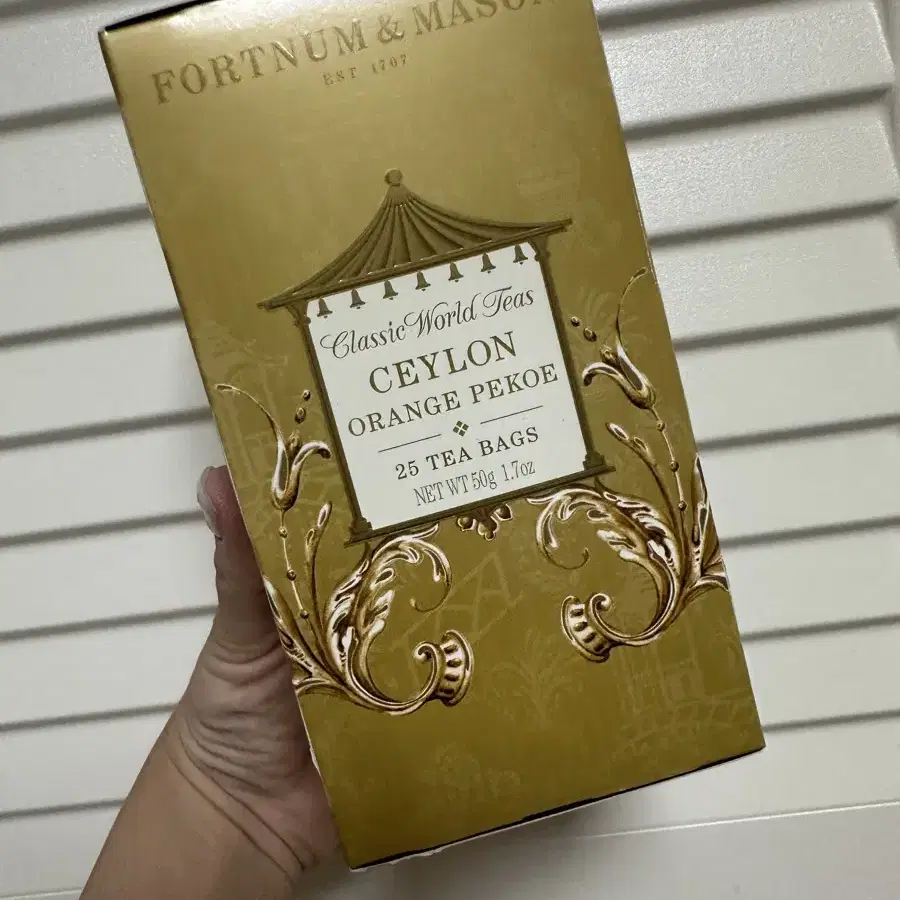 FORTNUM & MASON
EST 1707
Classic World Teas
CEYLON
ORANGE PEKOE
25 TEA BAGS
NET WT 50g 1.7oz